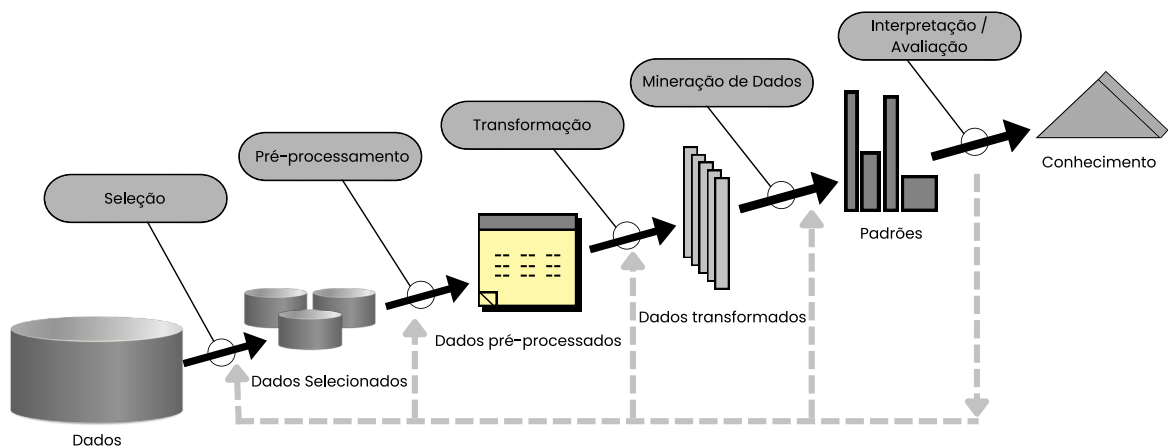 Interpretação /
Avaliação
Mineração de Dados
Transformação
Pré-processamento
Seleção
Conhecimento
Padrões
Dados transformados
Dados pré-processados
Dados Selecionados
Dados